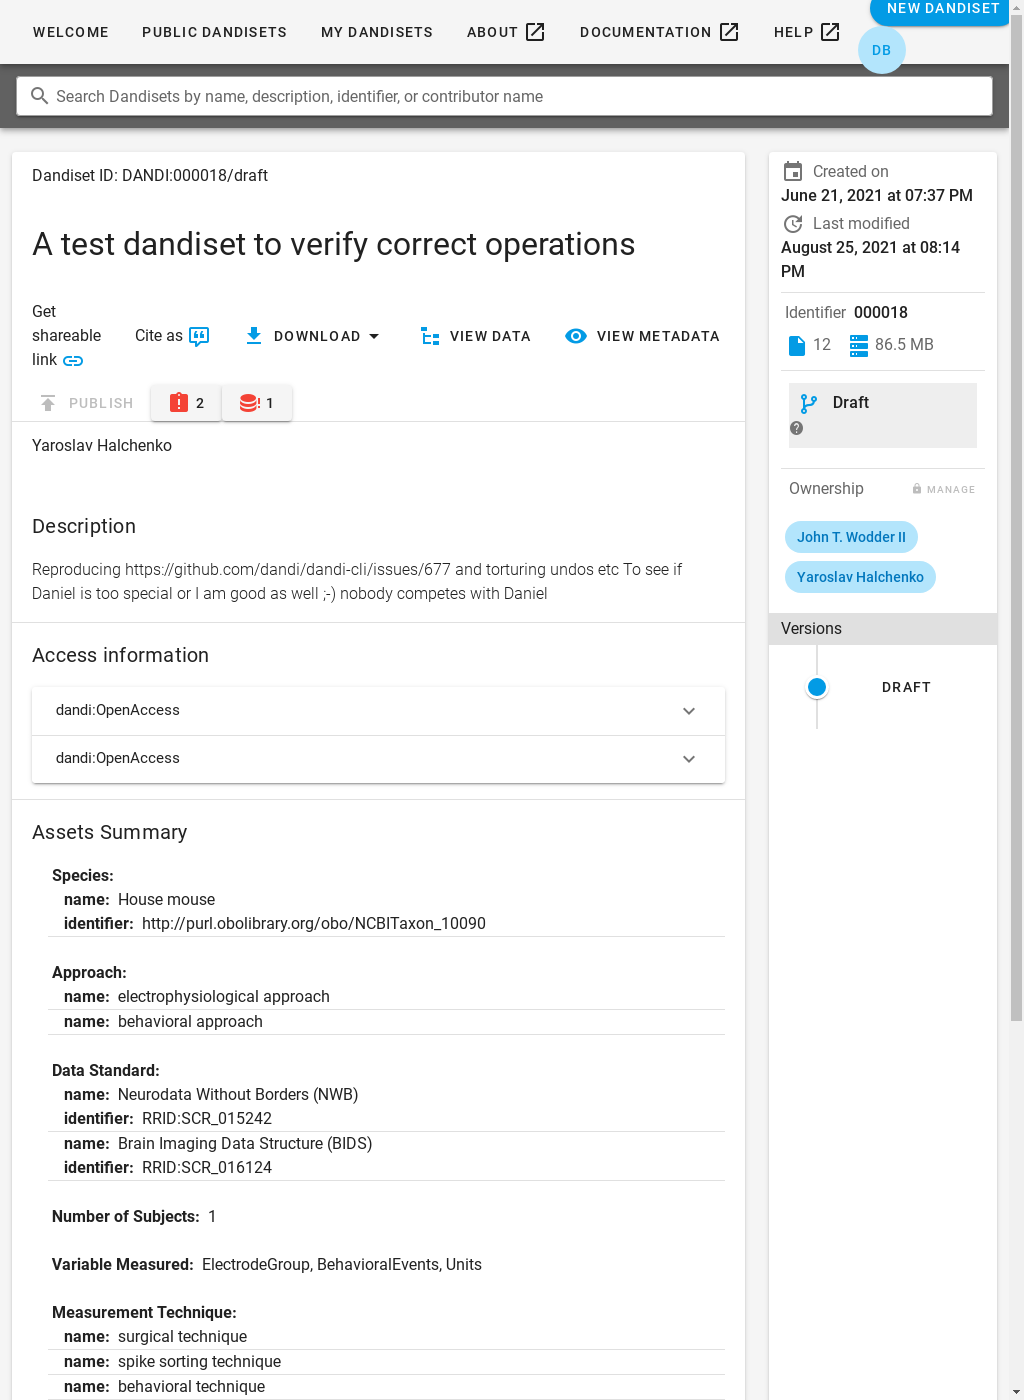 WELCOME
PUBLIC DANDISETS
MY DANDISETS
ABOUT
DOCUMENTATION
HELP
NEW DANDISET
DB
Search Dandisets by name, description, identifier, or contributor name
Dandiset ID: DANDI:000018/draft
A test dandiset to verify correct operations
Get
shareable
link
Cite as
DOWNLOAD
VIEW DATA
VIEW METADATA
PUBLISH
2
1
Yaroslav Halchenko
Description
Reproducing https://github.com/dandi/dandi-cli/issues/677 and torturing undos etc To see if
Daniel is too special or I am good as well ;-) nobody competes with Daniel
Access information
dandi:OpenAccess
dandi:OpenAccess
Assets Summary
Species:
name: House mouse
identifier: http://purl.obolibrary.org/obo/NCBITaxon_10090
Approach:
name: electrophysiological approach
name: behavioral approach
Data Standard:
name: Neurodata Without Borders (NWB)
identifier: RRID:SCR_015242
name: Brain Imaging Data Structure (BIDS)
identifier: RRID:SCR_016124
Number of Subjects: 1
Variable Measured: ElectrodeGroup, BehavioralEvents, Units
Measurement Technique:
name: surgical technique
name: spike sorting technique
name: behavioral technique
Created on
June 21, 2021 at 07:37 PM
Last modified
August 25, 2021 at 08:14
PM
Identifier 000018
12
86.5 MB
Draft
Ownership
MANAGE
John T. Wodder II
Yaroslav Halchenko
Versions
DRAFT